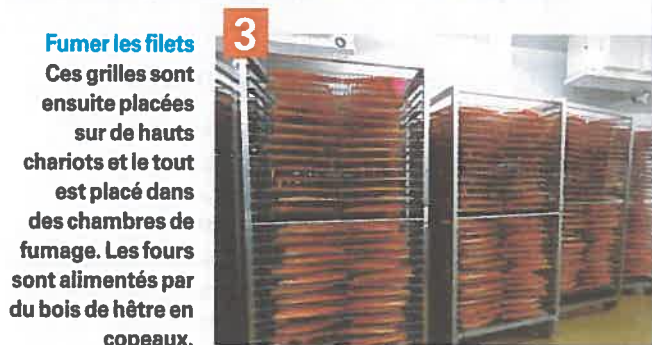 Fumer les filets
3
Ces grilles sont
ensuite placées
sur de hauts
chariots et le tout
est placé dans
des chambres de
fumage. Les fours
sont alimentés par
du bois de hêtre en
copeaux.